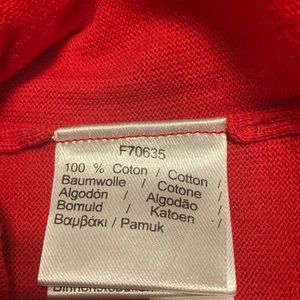 F70635
100 % Coton / Cotton /
Baumwolle / Cotone /
Algodón / Algodão /
Bomuld / Katoen /
Βαμβάκι / Pamuk